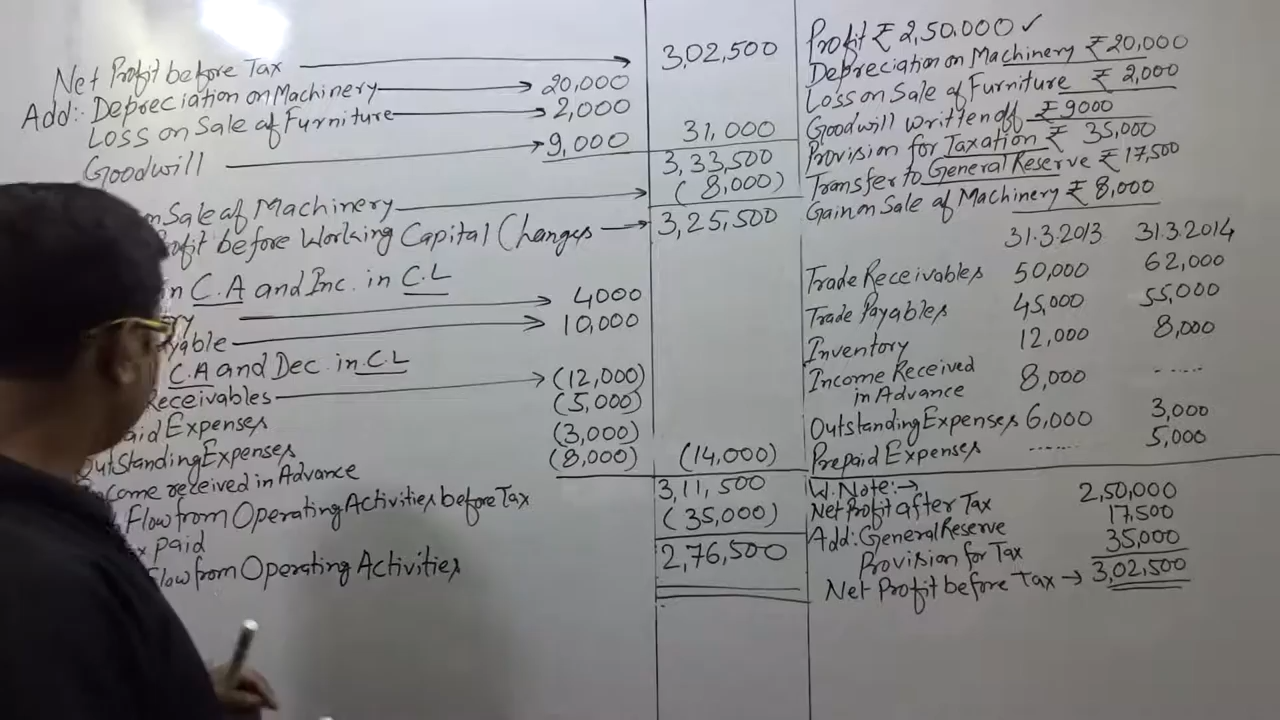 Net Profit before Tax 3,02,500
Add:- Depreciation on Machinery 20,000
Loss on Sale of Furniture 2,000
Goodwill 9,000 31,000
3,33,500
on Sale of Machinery (8,000)
Profit before Working Capital Changes 3,25,500
in C.A and Inc. in C.L
4000
10,000
C.A and Dec. in C.L
Receivables (12,000)
Expenses (5,000)
OutStanding Expenses (3,000)
Income received in Advance (8,000) (14,000)
Flow from Operating Activities before Tax 3,11,500
Paid (35,000)
Flow from Operating Activities 2,76,500
Profit ₹ 2,50,000 ✓
Depreciation on Machinery ₹ 20,000
Loss on Sale of Furniture ₹ 2,000
Goodwill written off ₹ 9000
Provision for Taxation ₹ 35,000
Transfer to General Reserve ₹ 17,500
Gain on Sale of Machinery ₹ 8,000
31.3.2013 31.3.2014
Trade Receivables 50,000 62,000
Trade Payables 45,000 55,000
Inventory 12,000 8,000
Income Received
in Advance 8,000 ......
Outstanding Expenses 6,000 3,000
Prepaid Expenses ...... 5,000
W.Note:→
Net Profit after Tax 2,50,000
Add: General Reserve 17,500
Provision for Tax 35,000
Net Profit before Tax → 3,02,500